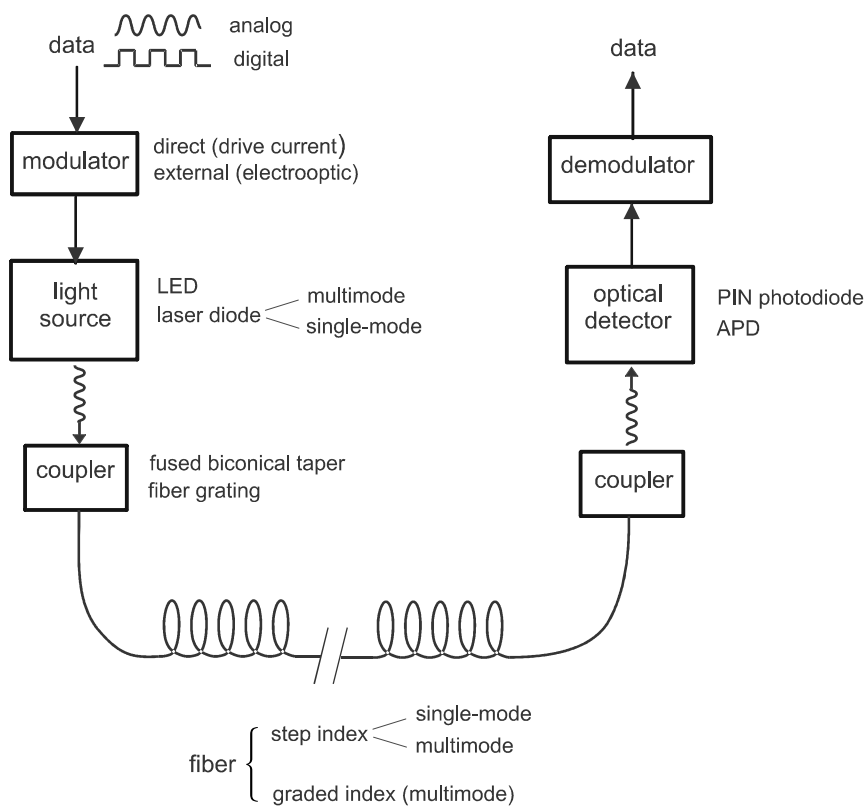 data
analog
digital
modulator
direct (drive current)
external (electrooptic)
light
source
LED
laser diode
multimode
single-mode
coupler
fused biconical taper
fiber grating
data
demodulator
optical
detector
PIN photodiode
APD
coupler
fiber
step index
single-mode
multimode
graded index (multimode)